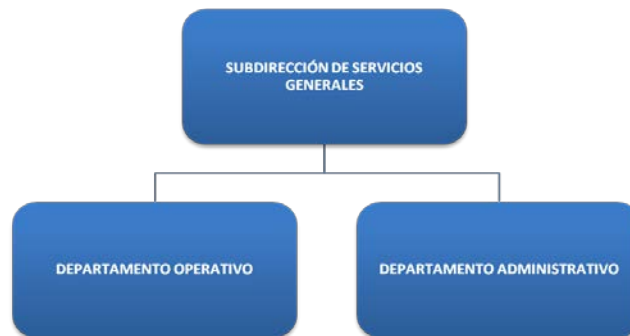 SUBDIRECCIÓN DE SERVICIOS
GENERALES
DEPARTAMENTO OPERATIVO
DEPARTAMENTO ADMINISTRATIVO